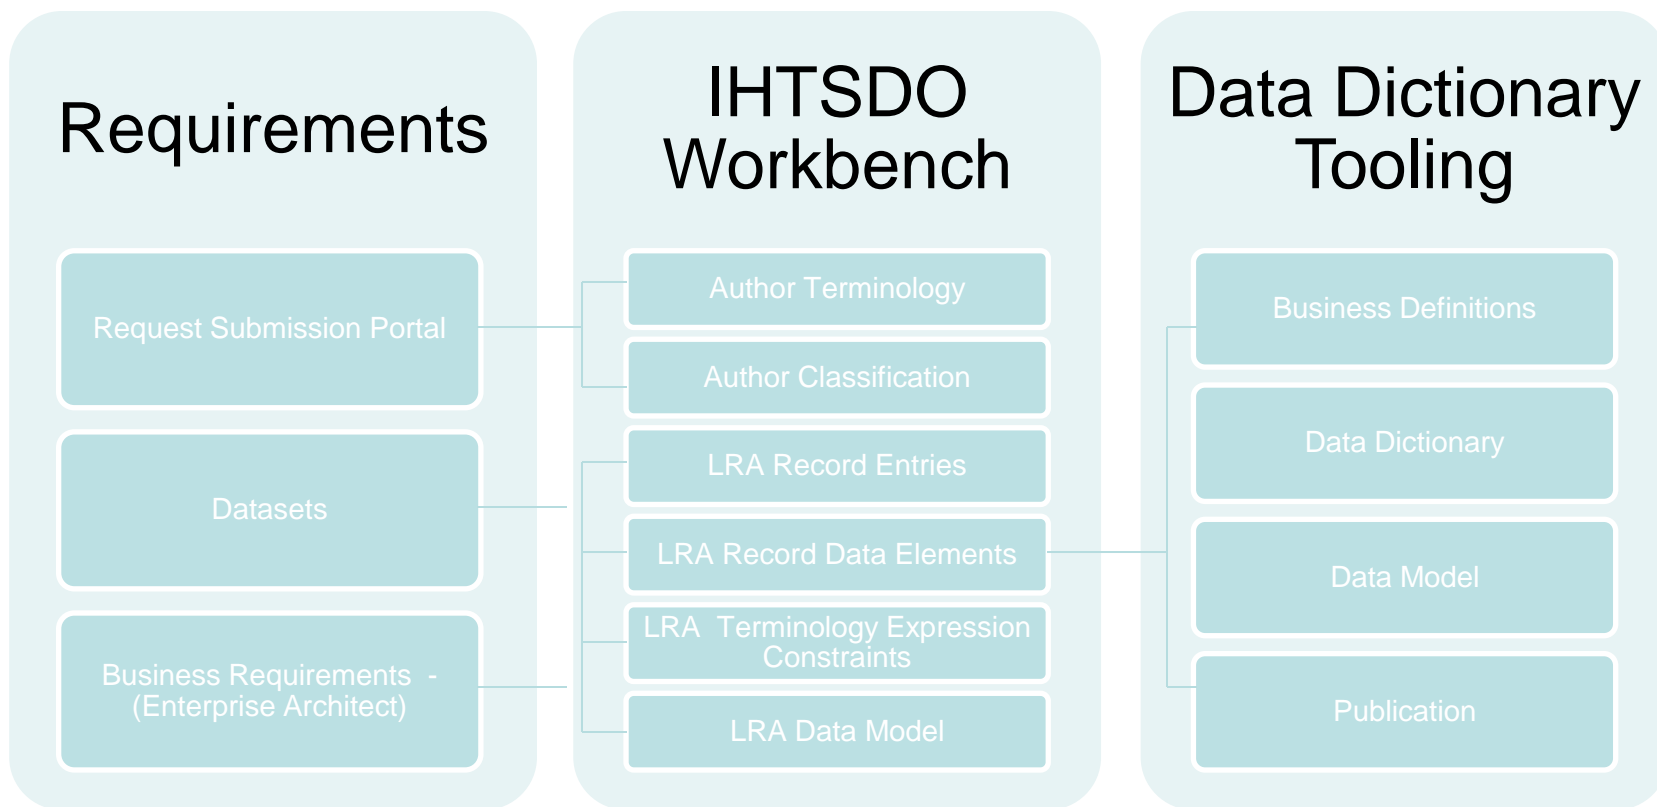 Requirements
Request Submission Portal
Datasets
Business Requirements -
(Enterprise Architect)
IHTSDO
Workbench
Author Terminology
Author Classification
LRA Record Entries
LRA Record Data Elements
LRA Terminology Expression
Constraints
LRA Data Model
Data Dictionary
Tooling
Business Definitions
Data Dictionary
Data Model
Publication